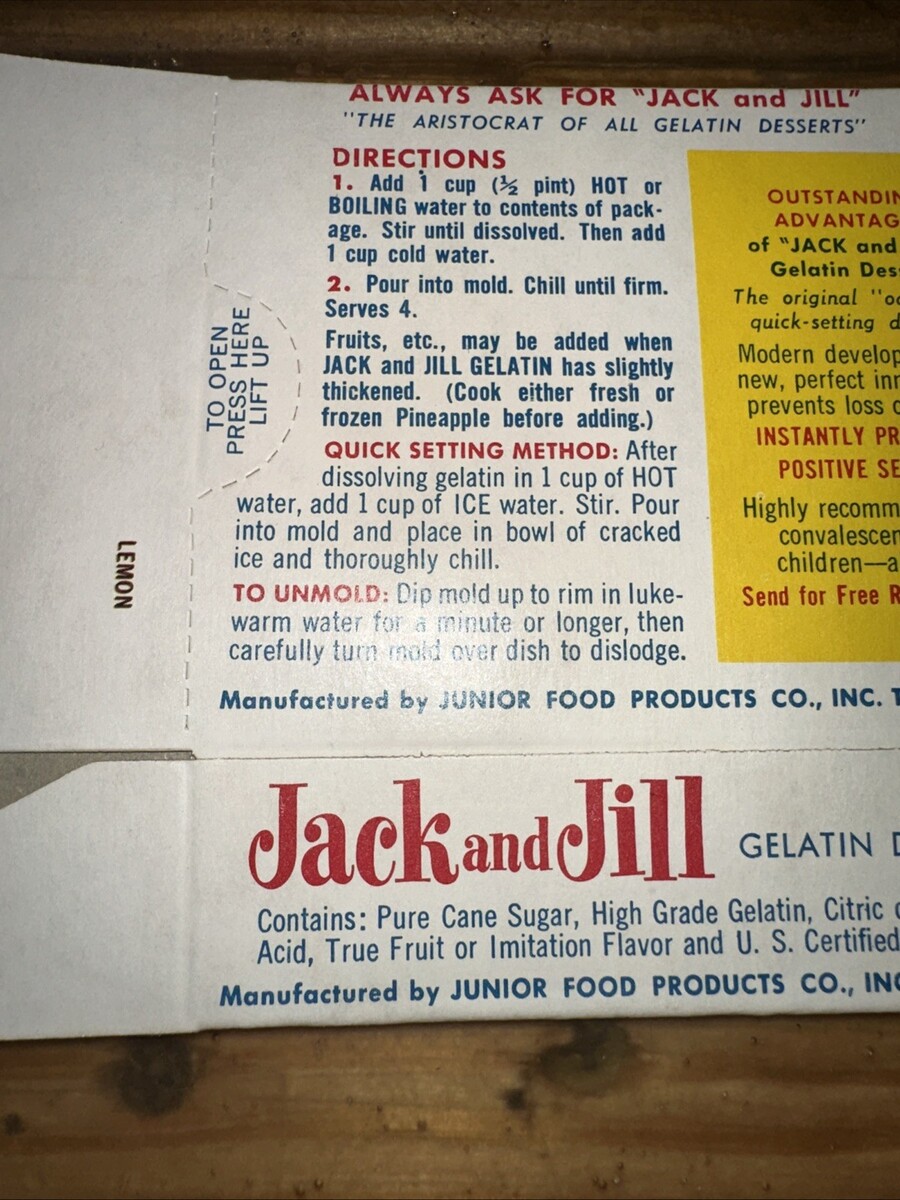 ALWAYS ASK FOR "JACK and JILL"
"THE ARISTOCRAT OF ALL GELATIN DESSERTS"
DIRECTIONS
1. Add 1 cup (½ pint) HOT or
BOILING water to contents of pack-
age. Stir until dissolved. Then add
1 cup cold water.
2. Pour into mold. Chill until firm.
Serves 4.
Fruits, etc., may be added when
JACK and JILL GELATIN has slightly
thickened. (Cook either fresh or
frozen Pineapple before adding.)
QUICK SETTING METHOD: After
dissolving gelatin in 1 cup of HOT
water, add 1 cup of ICE water. Stir. Pour
into mold and place in bowl of cracked
ice and thoroughly chill.
TO UNMOLD: Dip mold up to rim in luke-
warm water for a minute or longer, then
carefully turn mold over dish to dislodge.
TO OPEN
PRESS HERE
LIFT UP
LEMON
OUTSTANDIN
ADVANTAG
of "JACK and
Gelatin Des
The original
quick-setting d
Modern develop
new, perfect inn
prevents loss o
INSTANTLY PR
POSITIVE SE
Highly recomm
convalescen
children—a
Send for Free R
Manufactured by JUNIOR FOOD PRODUCTS CO., INC. T
Jack and Jill
GELATIN D
Contains: Pure Cane Sugar, High Grade Gelatin, Citric o
Acid, True Fruit or Imitation Flavor and U. S. Certified
Manufactured by JUNIOR FOOD PRODUCTS CO., INC